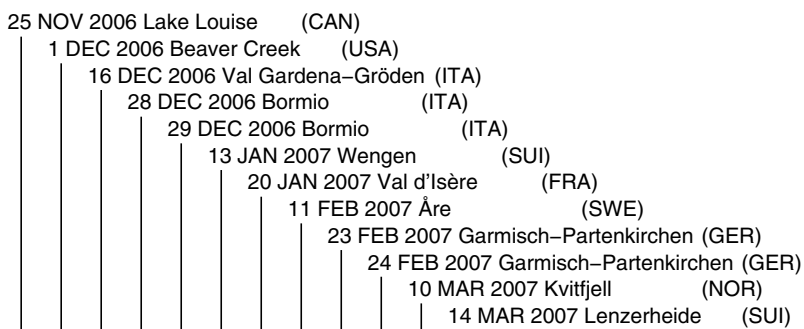 25 NOV 2006 Lake Louise (CAN)
1 DEC 2006 Beaver Creek (USA)
16 DEC 2006 Val Gardena−Gröden (ITA)
28 DEC 2006 Bormio (ITA)
29 DEC 2006 Bormio (ITA)
13 JAN 2007 Wengen (SUI)
20 JAN 2007 Val d'Isère (FRA)
11 FEB 2007 Åre (SWE)
23 FEB 2007 Garmisch−Partenkirchen (GER)
24 FEB 2007 Garmisch−Partenkirchen (GER)
10 MAR 2007 Kvitfjell (NOR)
14 MAR 2007 Lenzerheide (SUI)